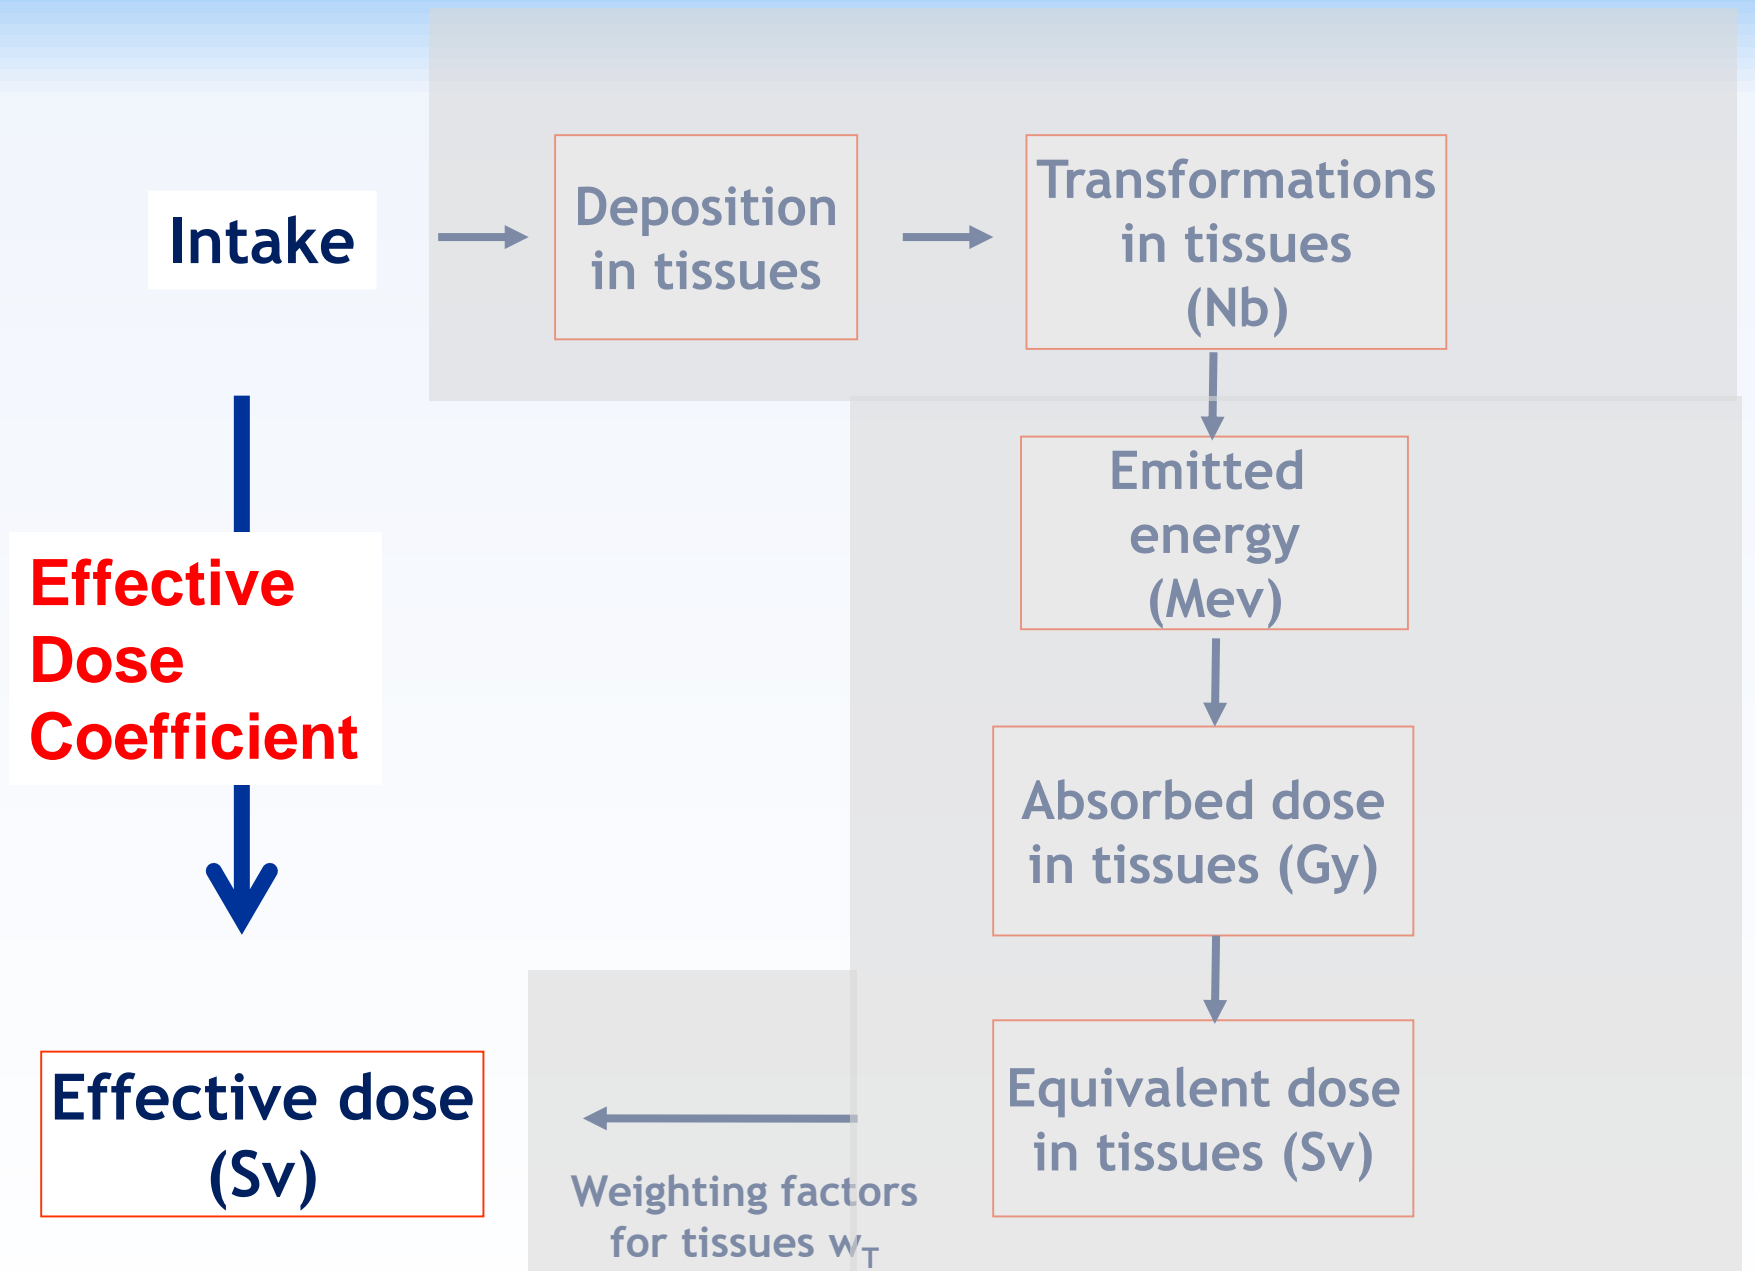 Intake
Deposition
in tissues
Transformations
in tissues
(Nb)
Emitted
energy
(Mev)
Effective
Dose
Coefficient
Absorbed dose
in tissues (Gy)
Equivalent dose
in tissues (Sv)
Weighting factors
for tissues wT
Effective dose
(Sv)